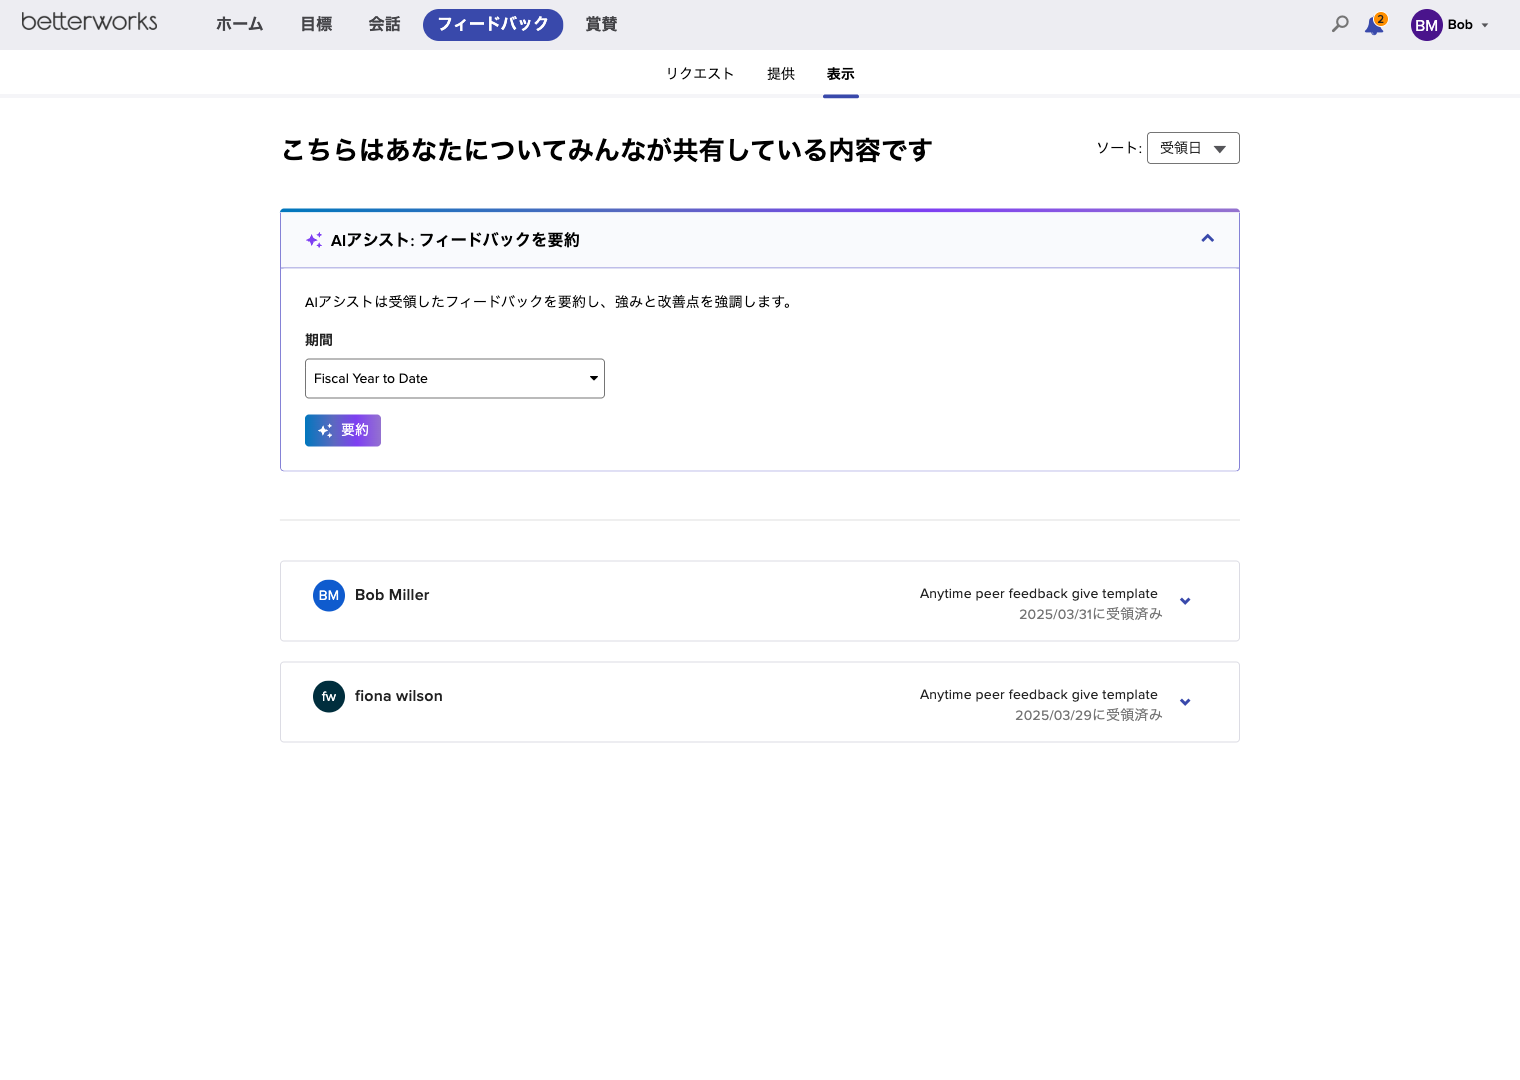 betterworks
ホーム 目標 会話 フィードバック 賞賛
2
BM Bob
リクエスト 提供 表示
こちらはあなたについてみんなが共有している内容です
ソート: 受領日
AIアシスト: フィードバックを要約
AIアシストは受領したフィードバックを要約し、強みと改善点を強調します。
期間
Fiscal Year to Date
要約
BM Bob Miller
Anytime peer feedback give template
2025/03/31に受領済み
fw fiona wilson
Anytime peer feedback give template
2025/03/29に受領済み